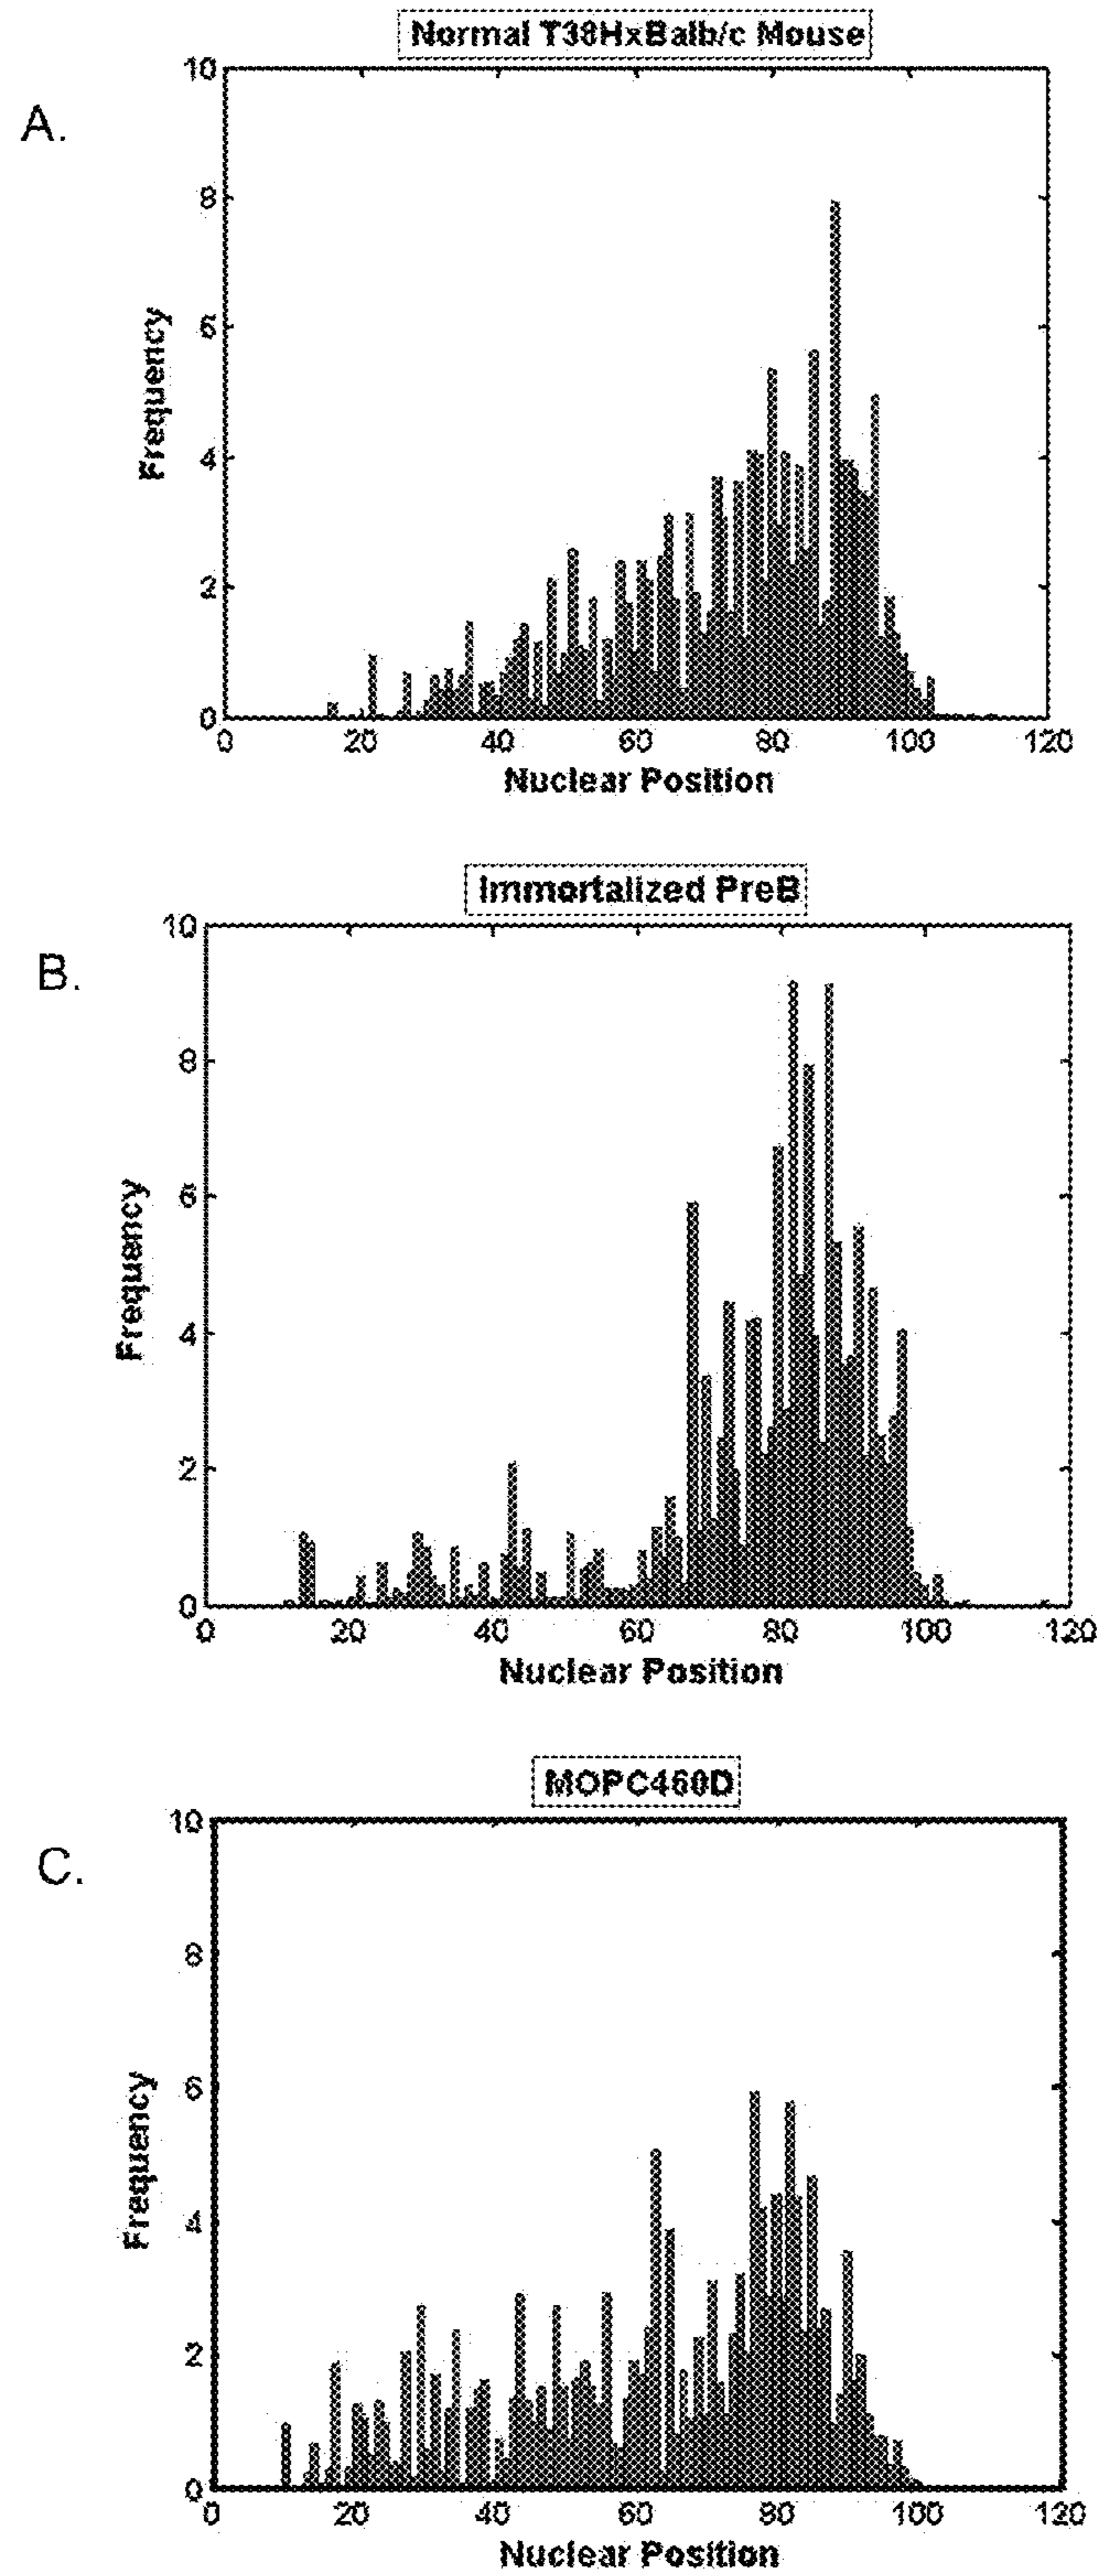 Normal T38HxBalb/c Mouse
A.
10
8
6
4
2
0
Frequency
0 20 40 60 80 100 120
Nuclear Position
Immortalized PreB
B.
10
8
6
4
2
0
Frequency
0 20 40 60 80 100 120
Nuclear Position
MOPC460D
C.
10
8
6
4
2
0
Frequency
0 20 40 60 80 100 120
Nuclear Position